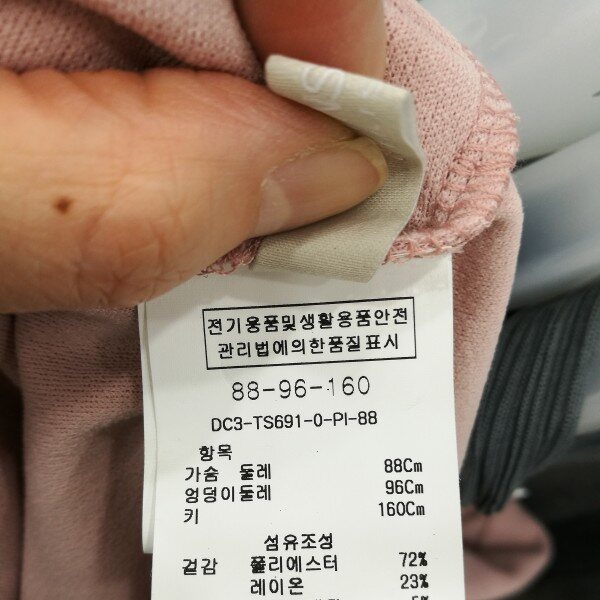 전기웅품및생활용품안전
관리법에의한품질표시
88-96-160
DC3-TS691-0-PI-88
항목
가슴 둘레 88Cm
엉덩이둘레 96Cm
키 160Cm
섬유조성
겉감 폴리에스터 72%
레이온 23%
5%